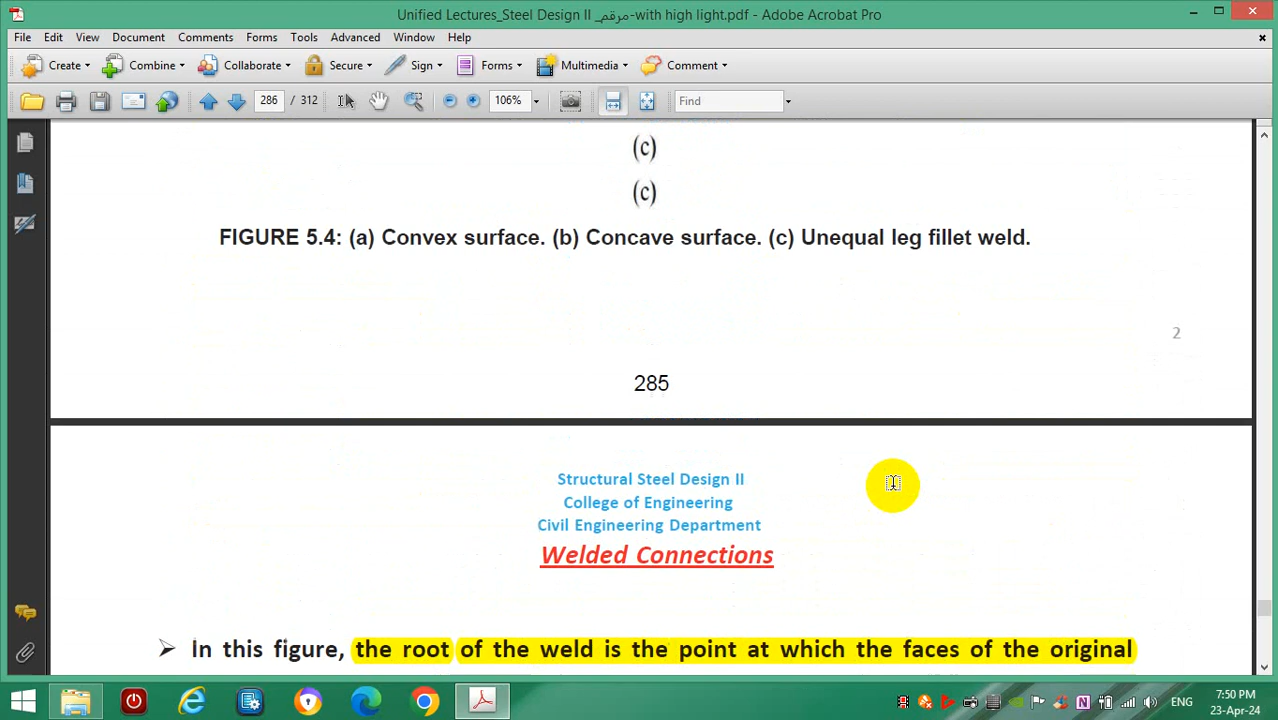 Unified Lectures_Steel Design II _مرقم-with high light.pdf - Adobe Acrobat Pro
File Edit View Document Comments Forms Tools Advanced Window Help
Create Combine Collaborate Secure Sign Forms Multimedia Comment
286 / 312 106% Find
(c)
(c)
FIGURE 5.4: (a) Convex surface. (b) Concave surface. (c) Unequal leg fillet weld.
2
285
Structural Steel Design II
College of Engineering
Civil Engineering Department
Welded Connections
➢ In this figure, the root of the weld is the point at which the faces of the original
ENG
7:50 PM
23-Apr-24